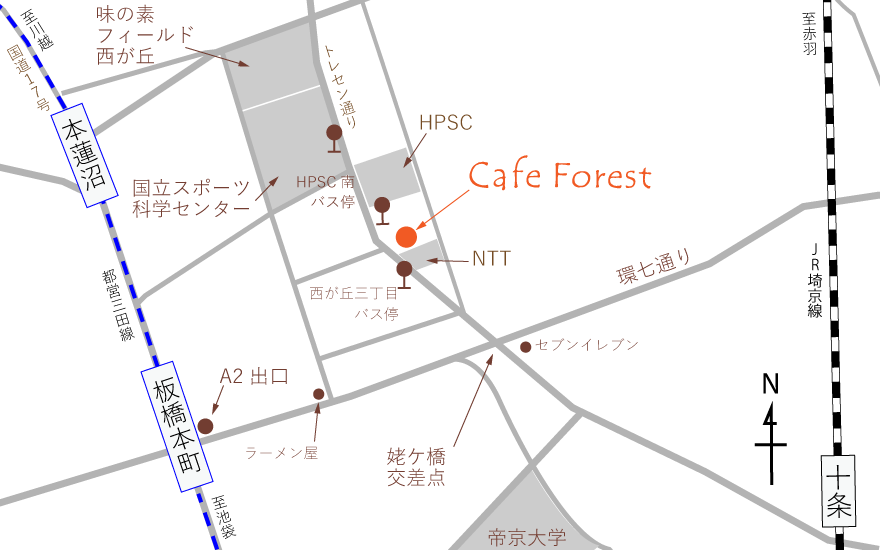 至川越
国道17号
味の素
フィールド
西が丘
トレセン通り
至赤羽
HPSC
本蓮沼
国立スポーツ
科学センター
HPSC 南
バス停
Cafe Forest
NTT
環七通り
JR埼京線
都営三田線
西が丘三丁目
バス停
セブンイレブン
A2 出口
板橋本町
ラーメン屋
姥ケ橋
交差点
N
十条
至池袋
帝京大学